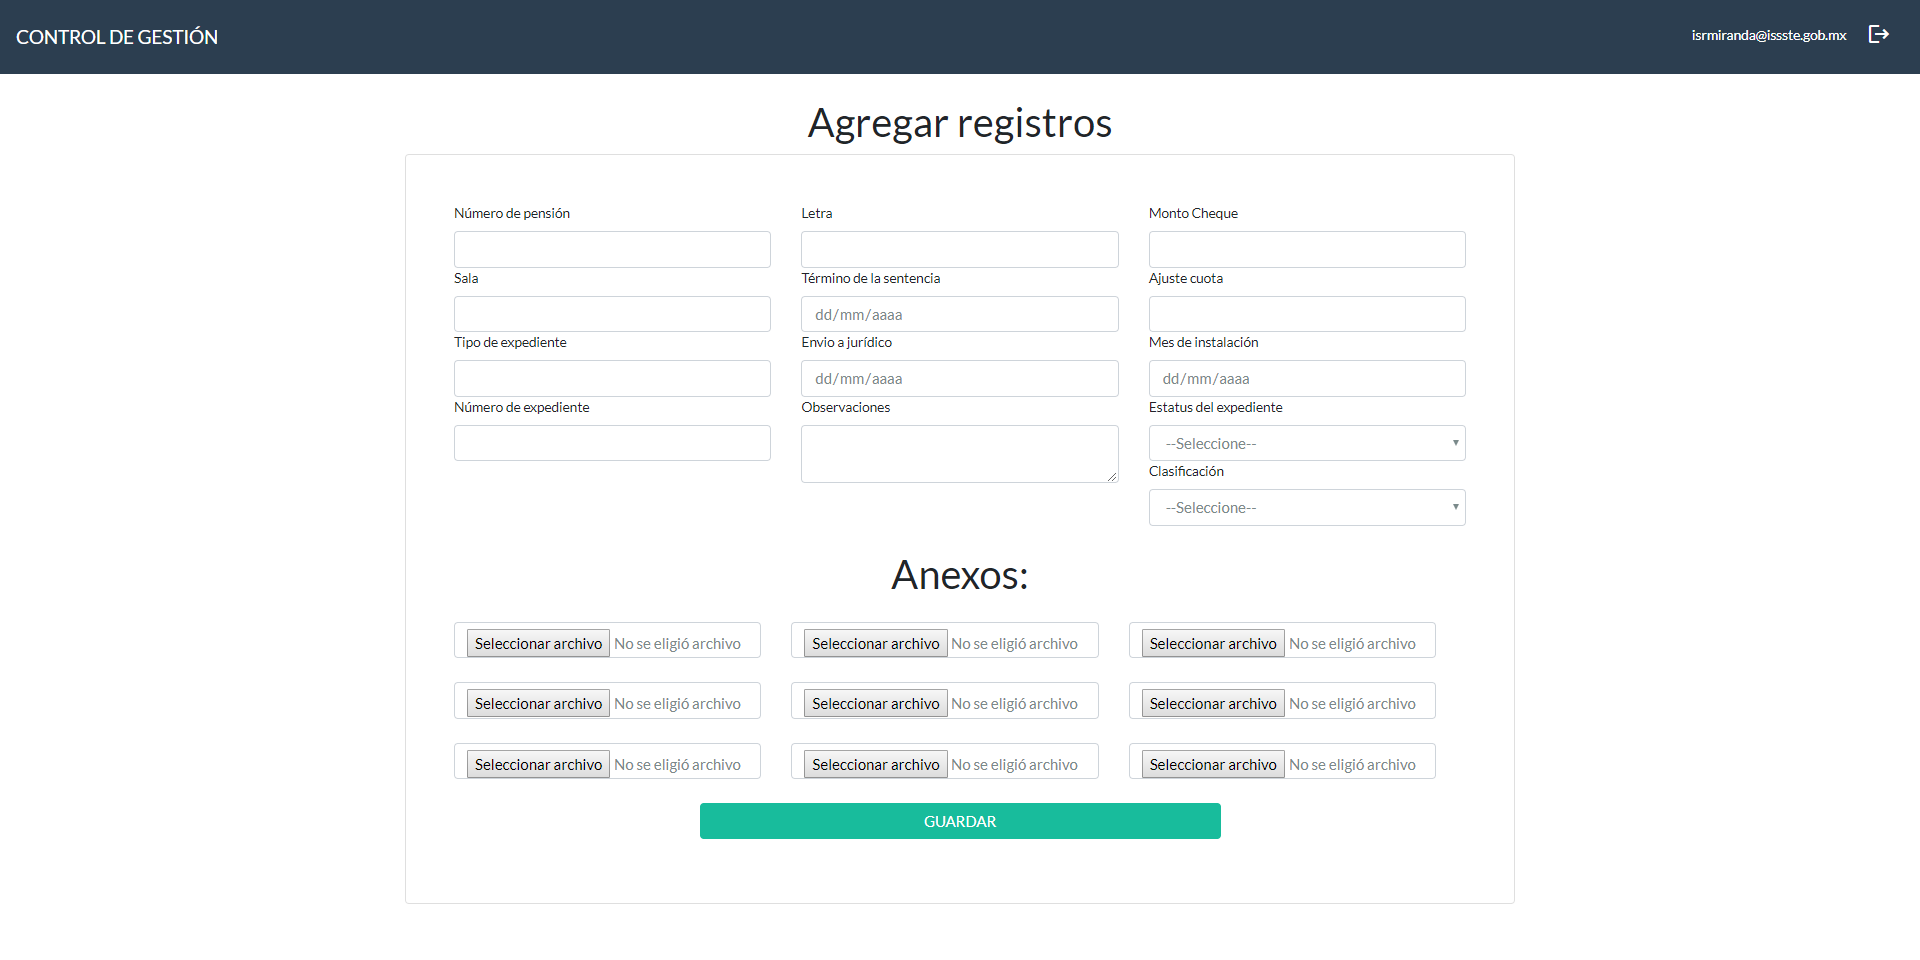 CONTROL DE GESTIÓN
isrmiranda@issste.gob.mx
Agregar registros
Número de pensión
Letra
Monto Cheque
Sala
Término de la sentencia
Ajuste cuota
dd/mm/aaaa
Tipo de expediente
Envio a jurídico
Mes de instalación
dd/mm/aaaa
dd/mm/aaaa
Número de expediente
Observaciones
Estatus del expediente
--Seleccione--
Clasificación
--Seleccione--
Anexos:
Seleccionar archivo No se eligió archivo
Seleccionar archivo No se eligió archivo
Seleccionar archivo No se eligió archivo
Seleccionar archivo No se eligió archivo
Seleccionar archivo No se eligió archivo
Seleccionar archivo No se eligió archivo
Seleccionar archivo No se eligió archivo
Seleccionar archivo No se eligió archivo
Seleccionar archivo No se eligió archivo
GUARDAR